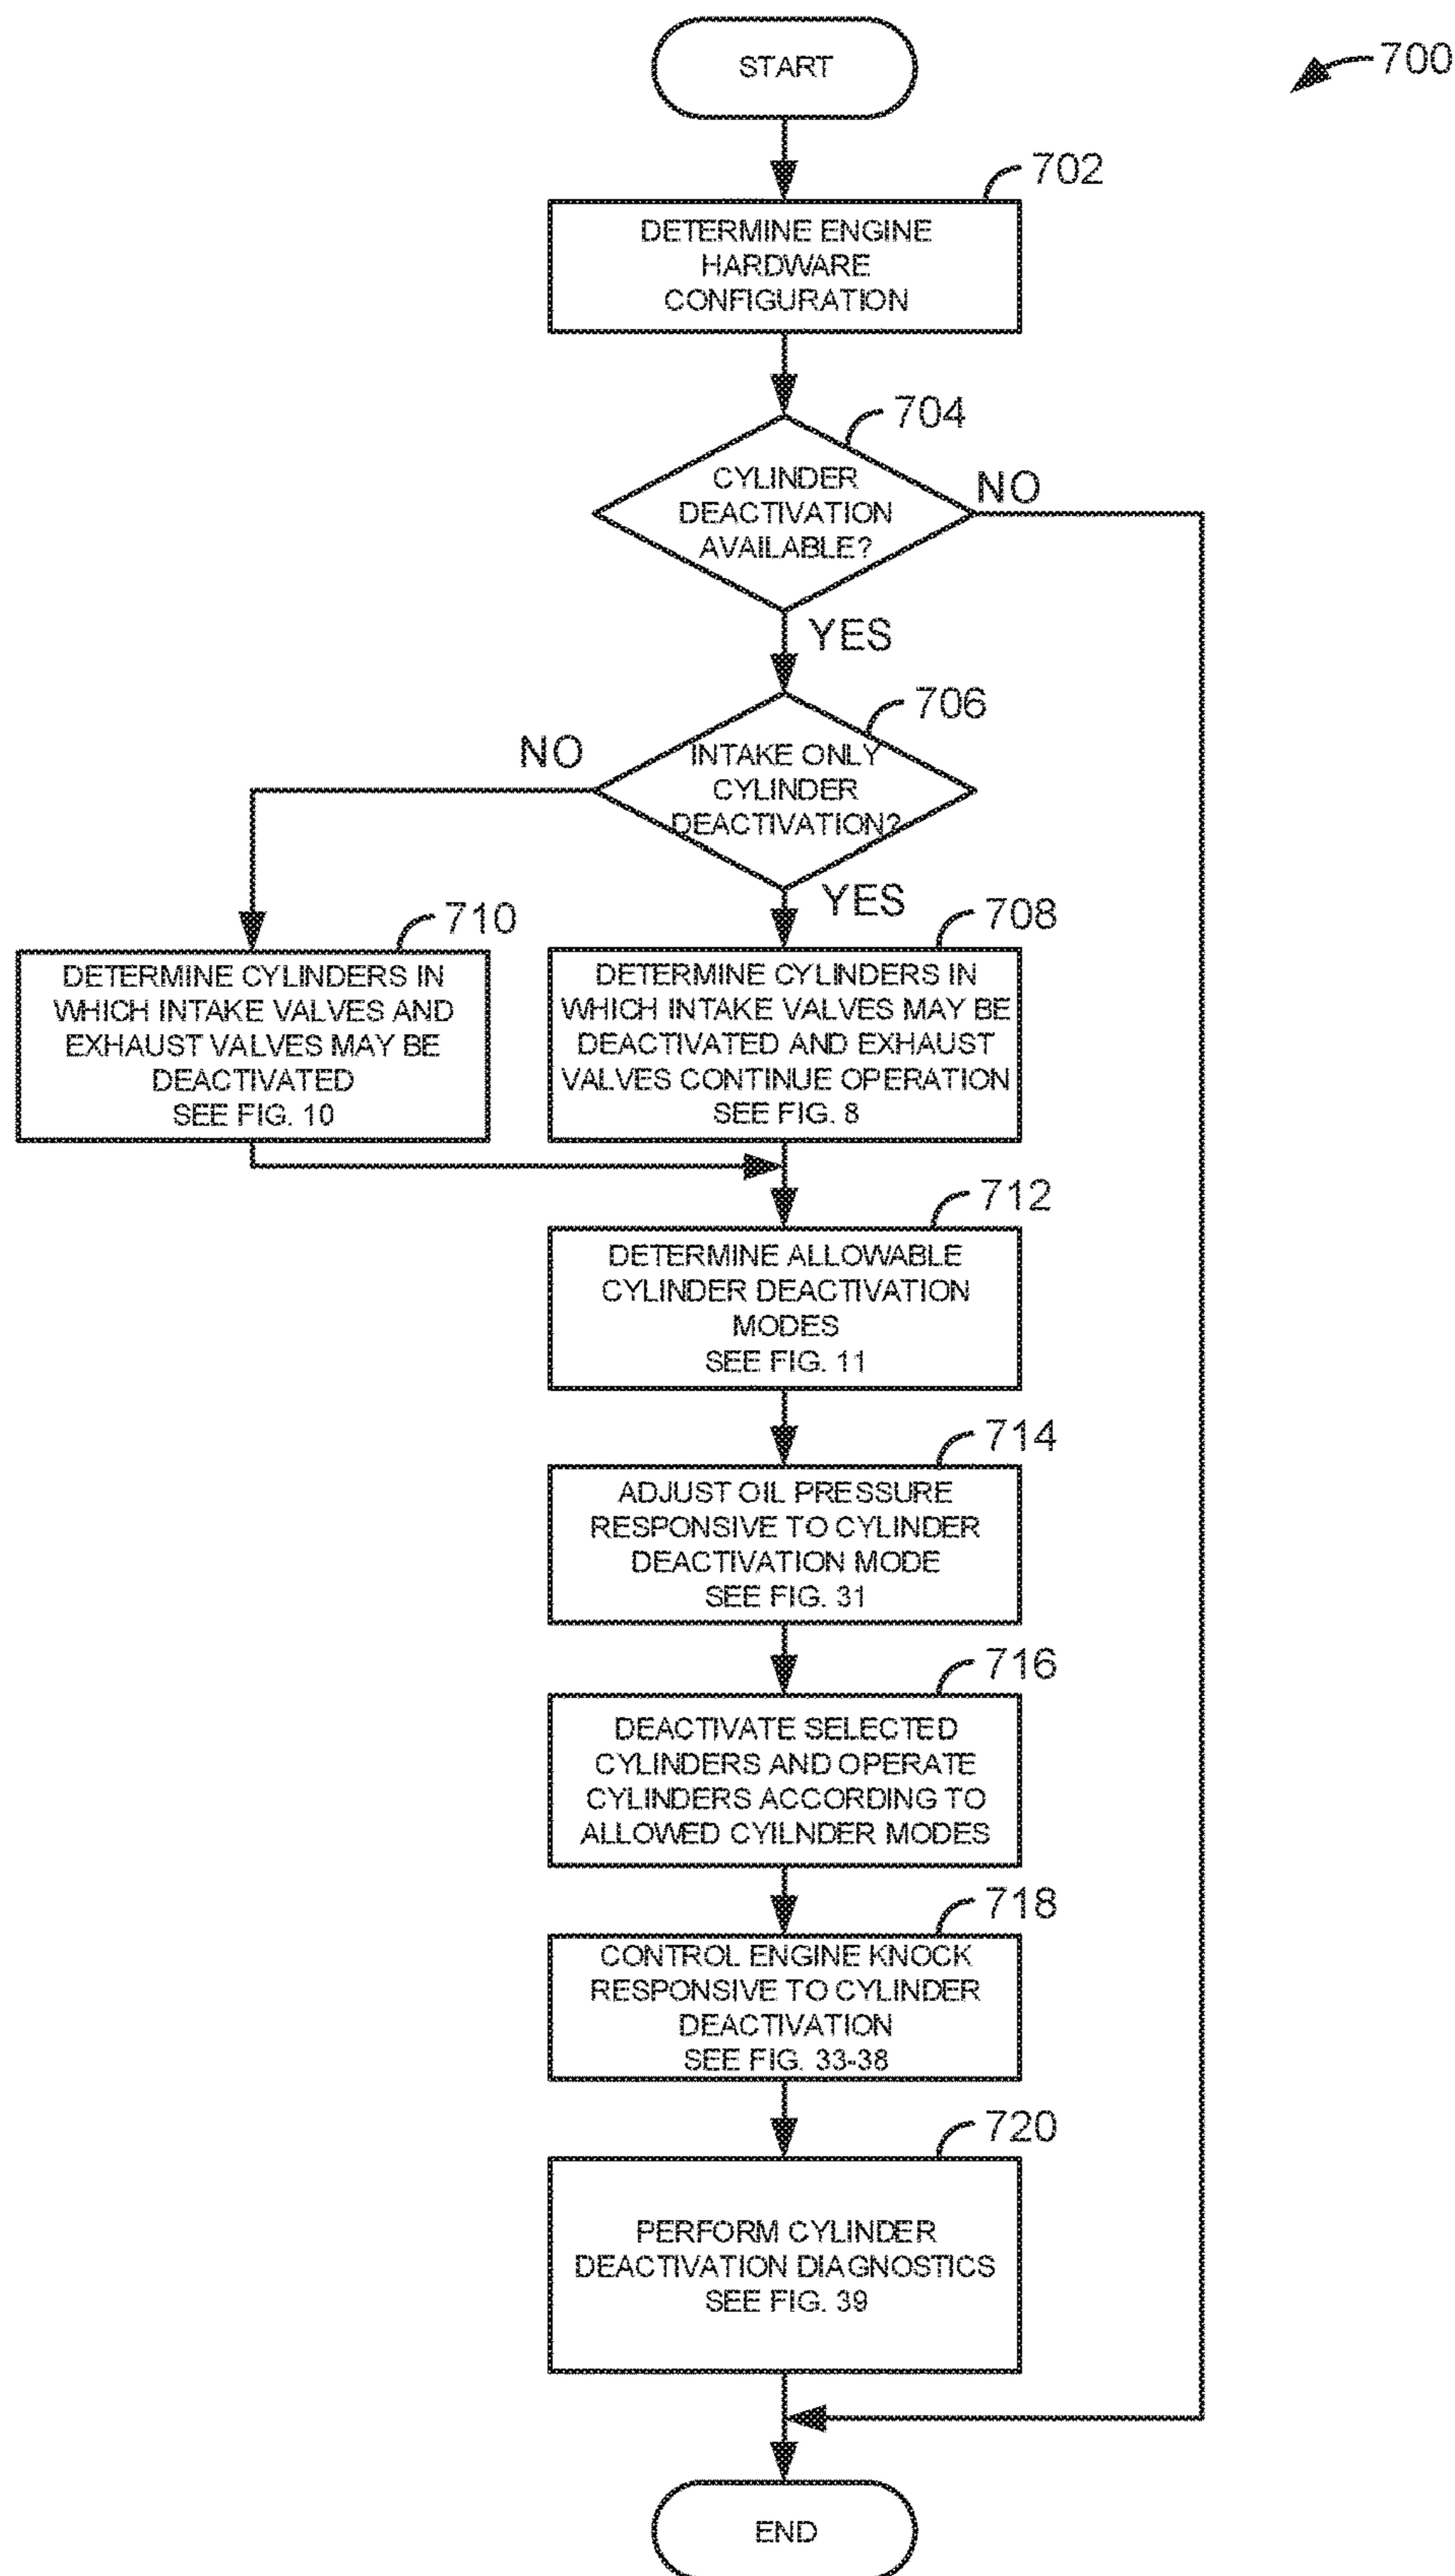 START
700
702
DETERMINE ENGINE
HARDWARE
CONFIGURATION
704
CYLINDER
DEACTIVATION
AVAILABLE?
NO
YES
706
INTAKE ONLY
CYLINDER
DEACTIVATION?
NO
YES
710
DETERMINE CYLINDERS IN
WHICH INTAKE VALVES AND
EXHAUST VALVES MAY BE
DEACTIVATED
SEE FIG. 10
708
DETERMINE CYLINDERS IN
WHICH INTAKE VALVES MAY BE
DEACTIVATED AND EXHAUST
VALVES CONTINUE OPERATION
SEE FIG. 8
712
DETERMINE ALLOWABLE
CYLINDER DEACTIVATION
MODES
SEE FIG. 11
714
ADJUST OIL PRESSURE
RESPONSIVE TO CYLINDER
DEACTIVATION MODE
SEE FIG. 31
716
DEACTIVATE SELECTED
CYLINDERS AND OPERATE
CYLINDERS ACCORDING TO
ALLOWED CYILNDER MODES
718
CONTROL ENGINE KNOCK
RESPONSIVE TO CYLINDER
DEACTIVATION
SEE FIG. 33-38
720
PERFORM CYLINDER
DEACTIVATION DIAGNOSTICS
SEE FIG. 39
END